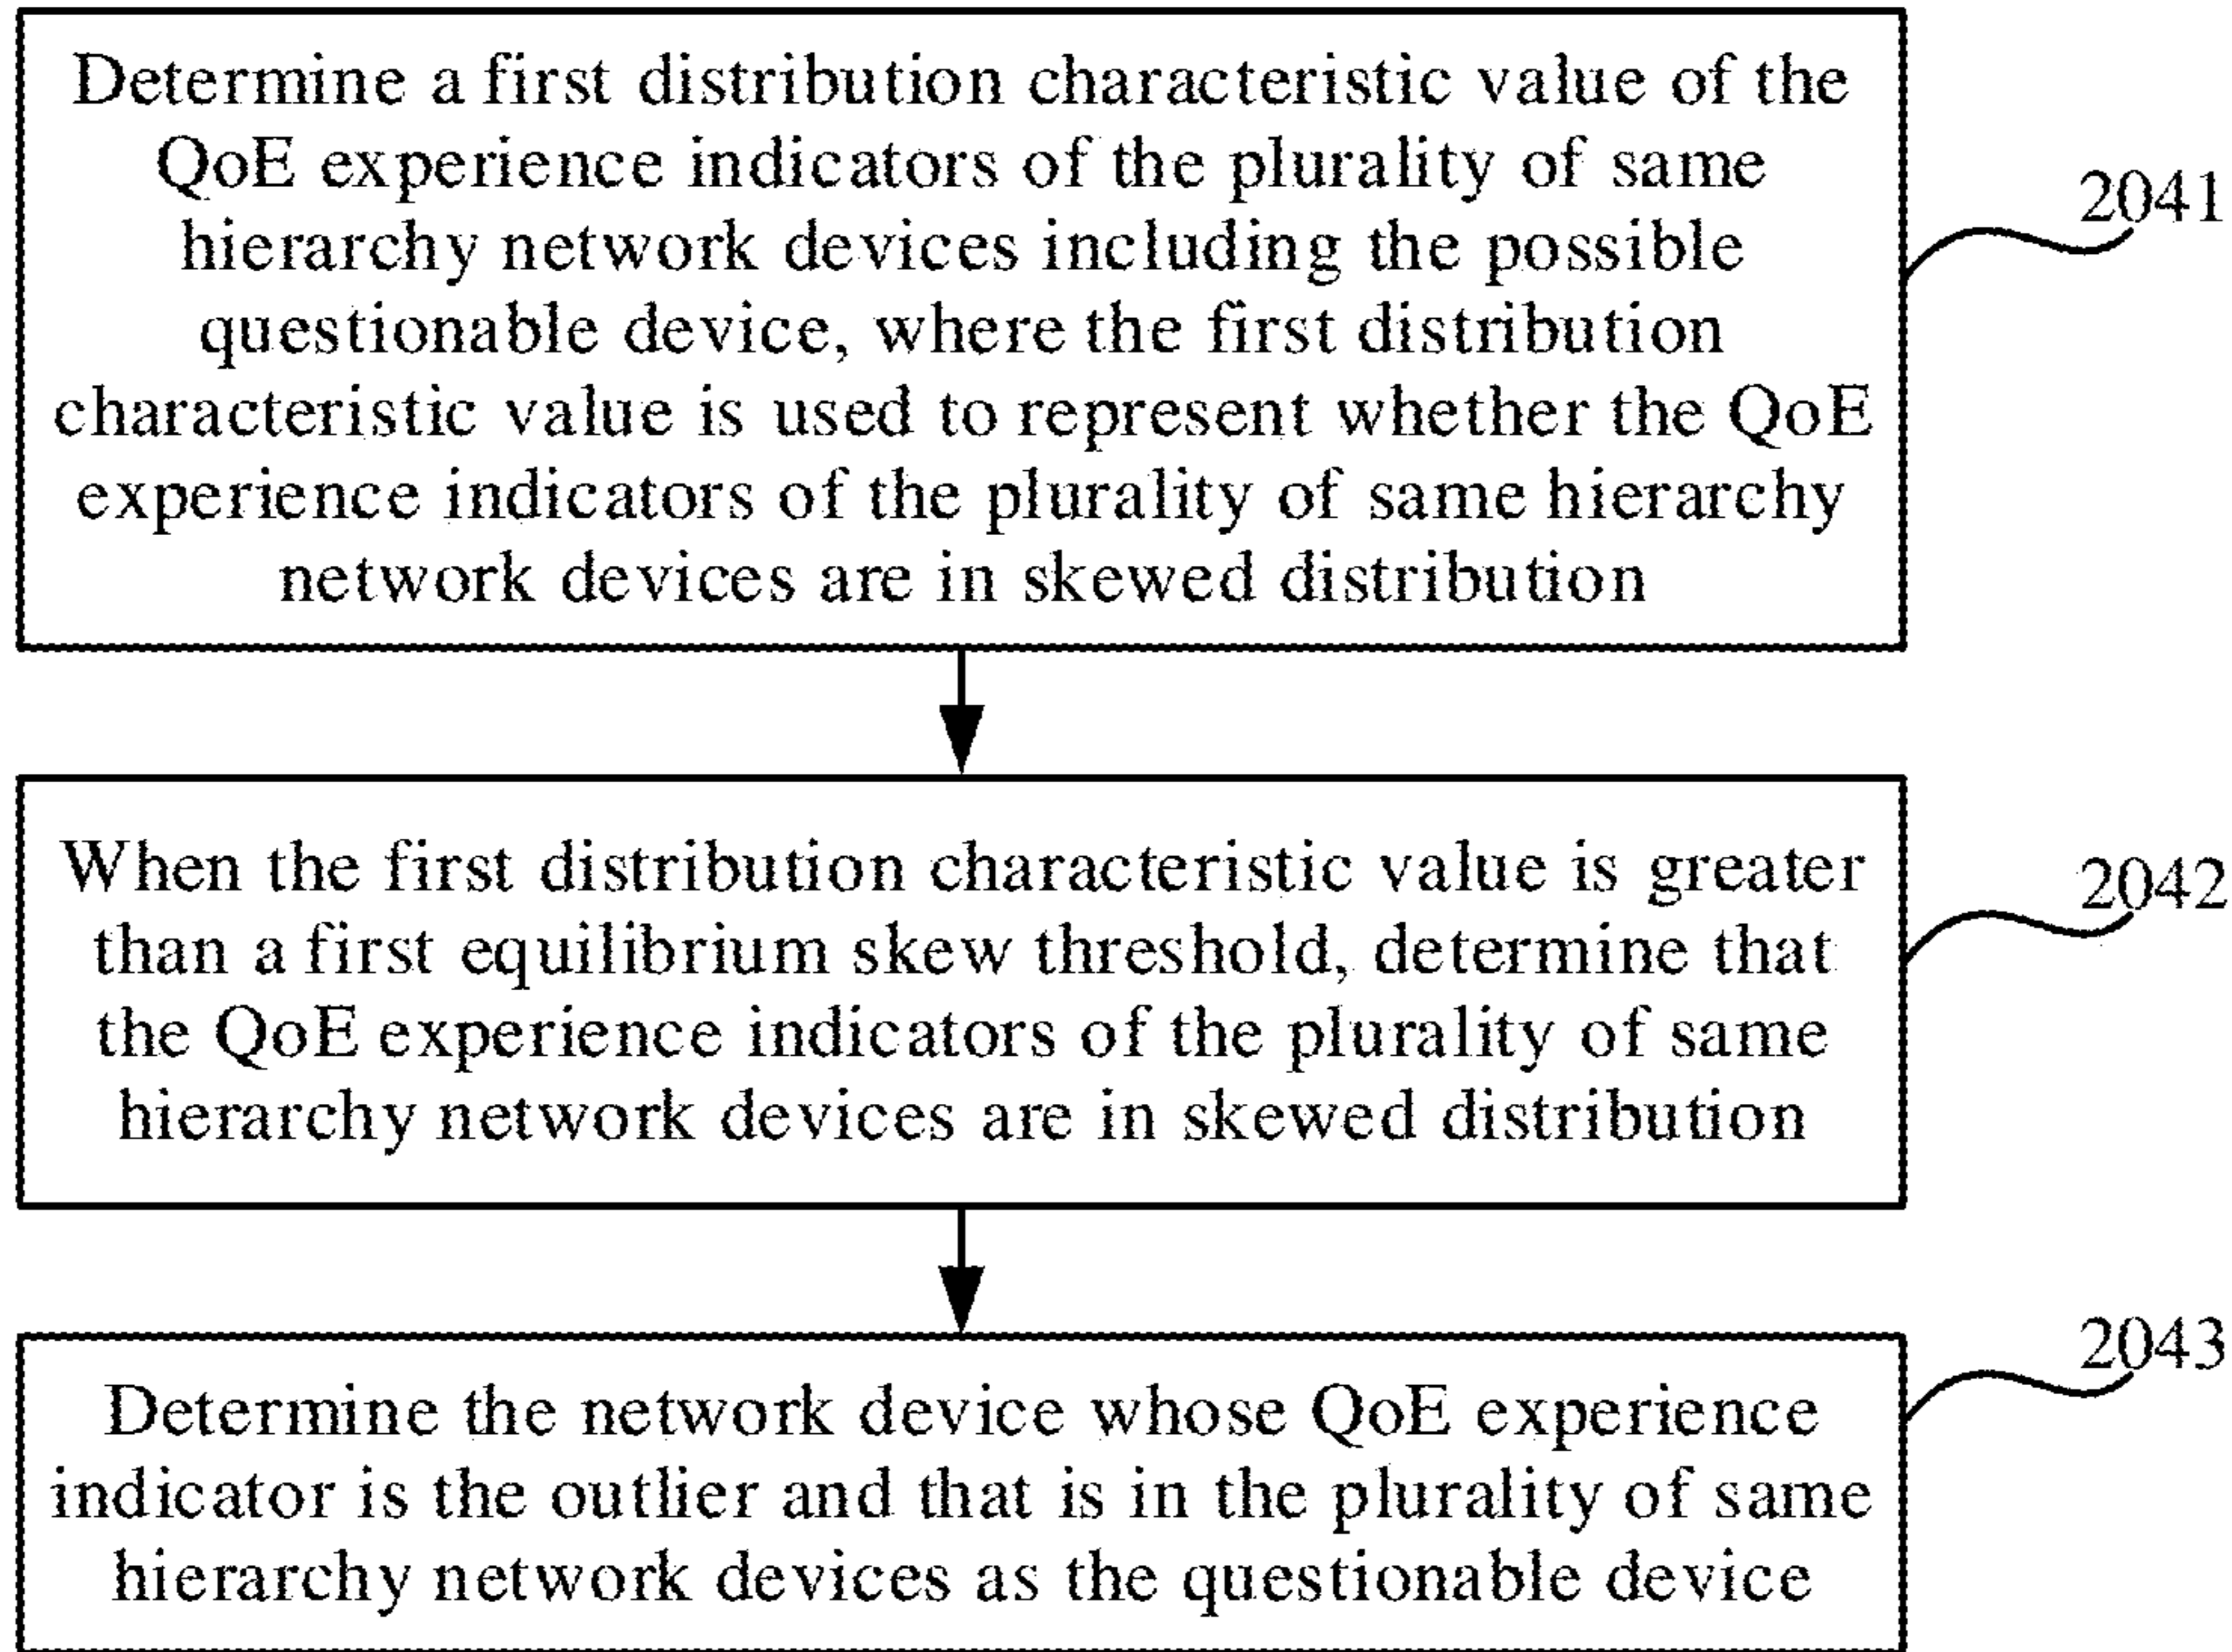 Determine a first distribution characteristic value of the
QoE experience indicators of the plurality of same
hierarchy network devices including the possible
questionable device, where the first distribution
characteristic value is used to represent whether the QoE
experience indicators of the plurality of same hierarchy
network devices are in skewed distribution
2041
When the first distribution characteristic value is greater
than a first equilibrium skew threshold, determine that
the QoE experience indicators of the plurality of same
hierarchy network devices are in skewed distribution
2042
Determine the network device whose QoE experience
indicator is the outlier and that is in the plurality of same
hierarchy network devices as the questionable device
2043